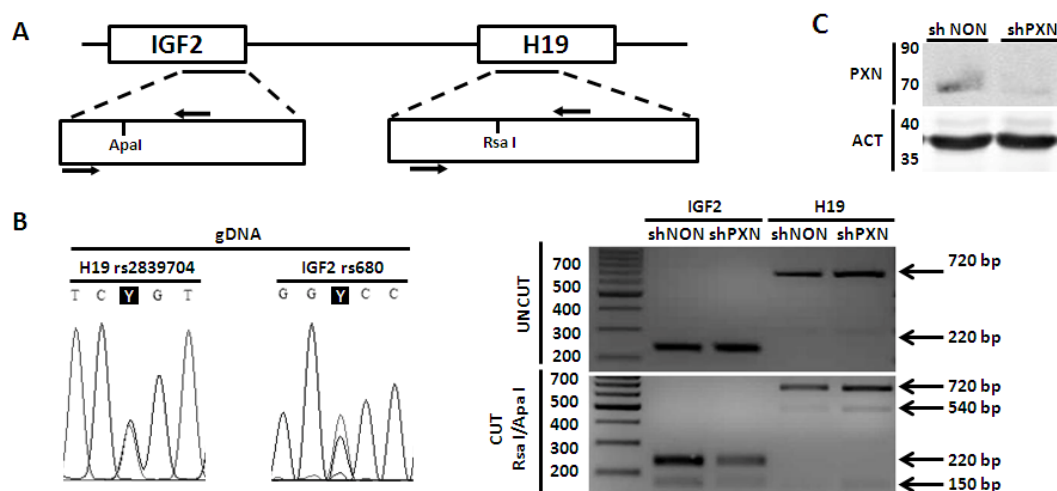 A
IGF2
H19
ApaI
Rsa I
C
sh NON shPXN
PXN
90
70
ACT
40
35
B
gDNA
H19 rs2839704
T C Y G T
IGF2 rs680
G G Y C C
IGF2 H19
shNON shPXN shNON shPXN
UNCUT
700
500
400
300
200
720 bp
220 bp
CUT
Rsa I/Apa I
700
500
400
300
200
720 bp
540 bp
220 bp
150 bp